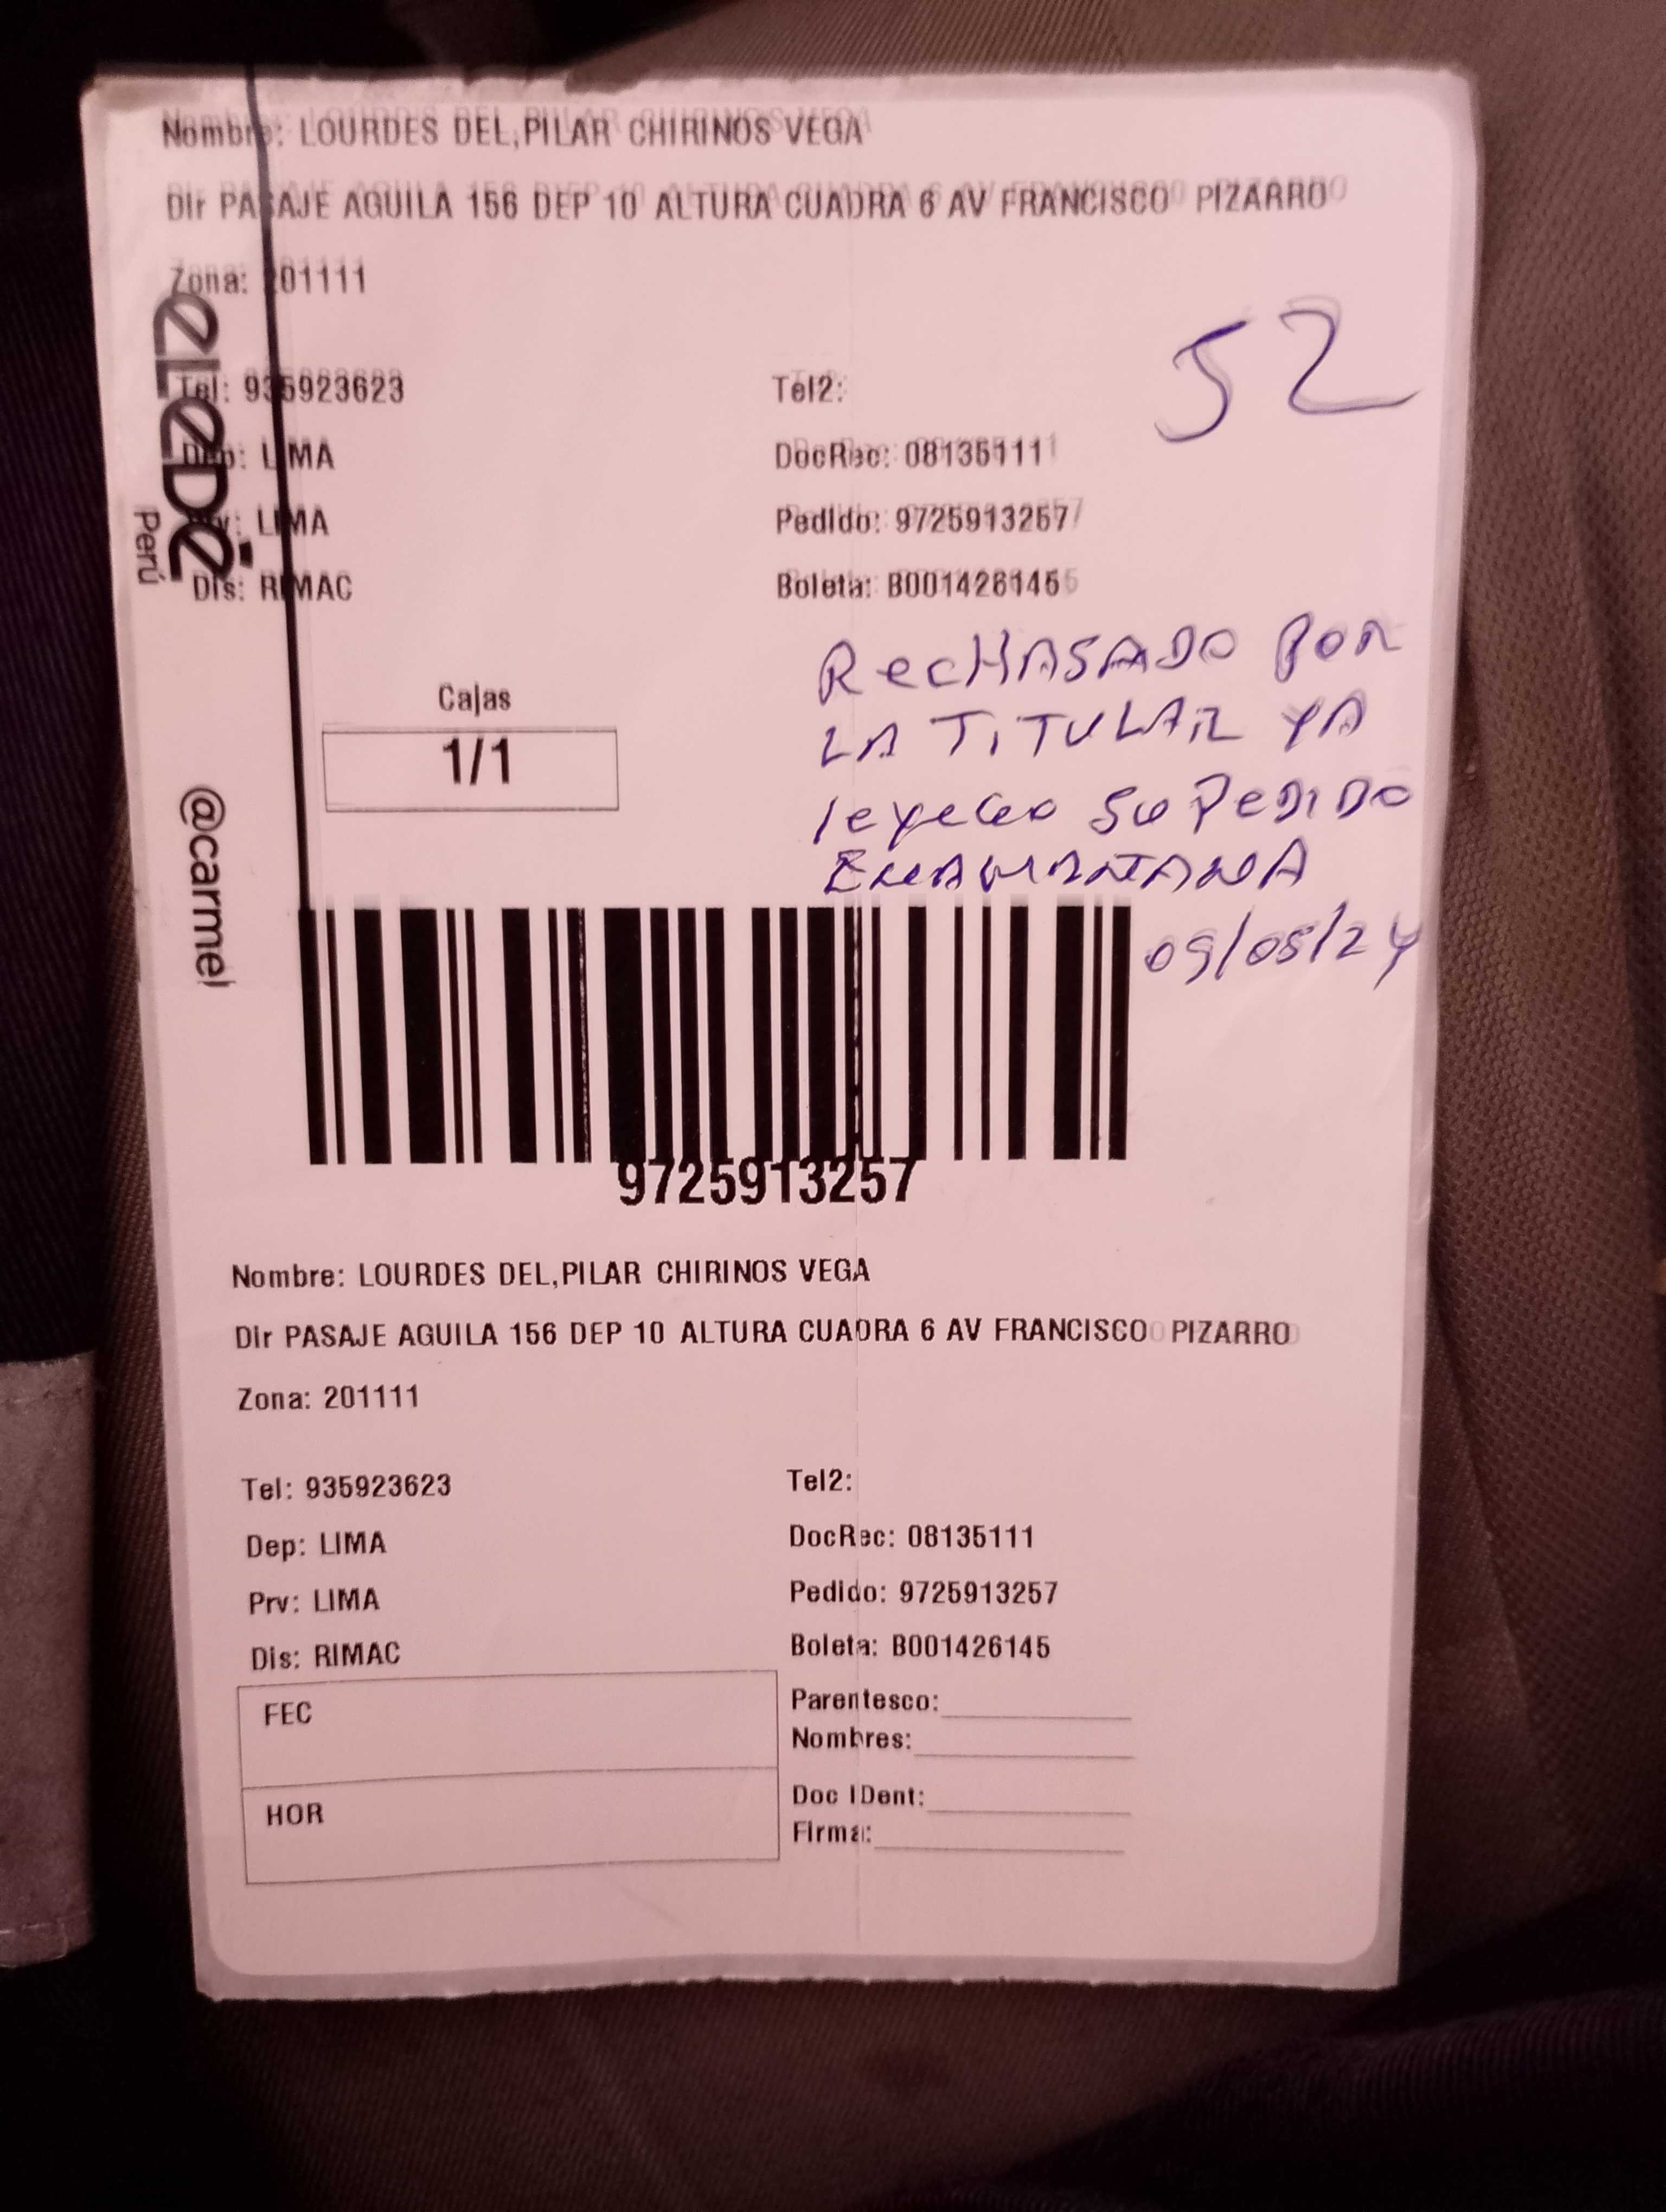 Nombre: LOURDES DEL,PILAR CHIRINOS VEGA
Dir PASAJE AGUILA 156 DEP 10 ALTURA CUADRA 6 AV FRANCISCO PIZARRO
Zona: 201111
52
Tel: 935923623 Tel2:
Dep: LIMA DocRec: 08135111
Prv: LIMA Pedido: 9725913257
Dis: RIMAC Boleta: B001426145
eLeDé
Perú
@carmel
Cajas
1/1
RecHASADO POR
LA TITULAR YA
le SU PEDIDO
09/05/24
9725913257
Nombre: LOURDES DEL,PILAR CHIRINOS VEGA
Dir PASAJE AGUILA 156 DEP 10 ALTURA CUADRA 6 AV FRANCISCO PIZARRO
Zona: 201111
Tel: 935923623 Tel2:
Dep: LIMA DocRec: 08135111
Prv: LIMA Pedido: 9725913257
Dis: RIMAC Boleta: B001426145
FEC
Parentesco:
Nombres:
HOR
Doc IDent:
Firma: